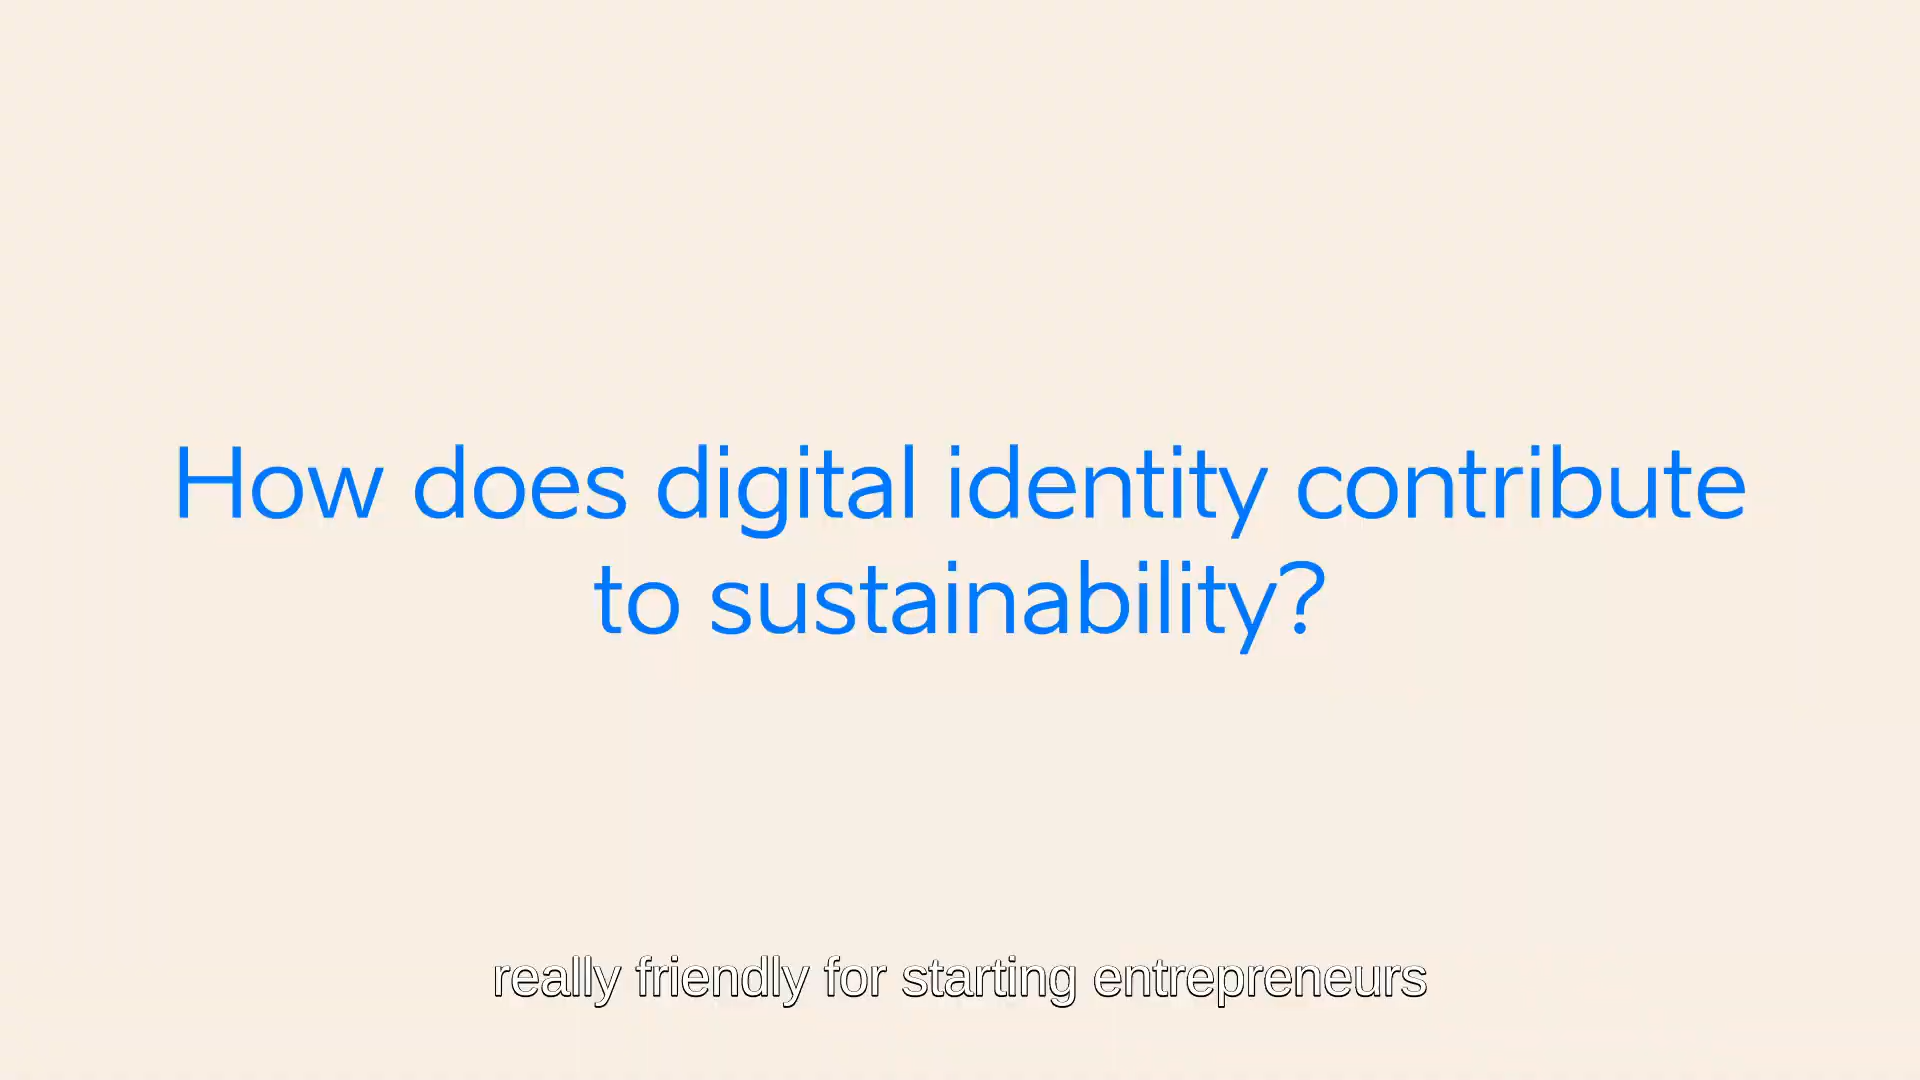 How does digital identity contribute
to sustainability?
really friendly for starting entrepreneurs